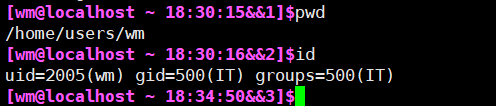 [wm@localhost ~ 18:30:15&&1]$pwd
/home/users/wm
[wm@localhost ~ 18:30:16&&2]$id
uid=2005(wm) gid=500(IT) groups=500(IT)
[wm@localhost ~ 18:34:50&&3]$